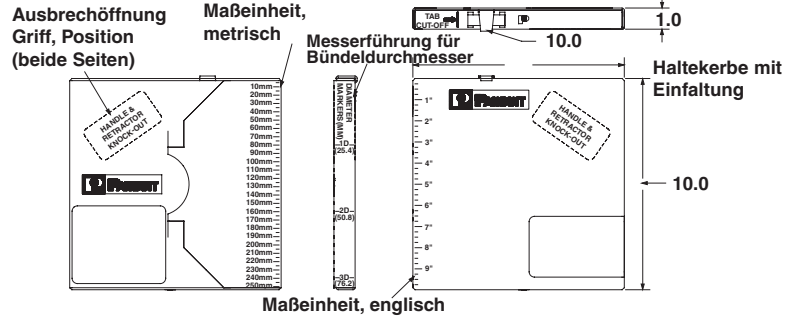 Ausbrechöffnung
Griff, Position
(beide Seiten)
Maßeinheit,
metrisch
Messerführung für
Bündeldurchmesser
TAB
CUT-OFF
10.0
1.0
Haltekerbe mit
Einfaltung
10.0
HANDLE &
RETRACTOR
KNOCK-OUT
PANDUIT
10mm
20mm
30mm
40mm
50mm
60mm
70mm
80mm
90mm
100mm
110mm
120mm
130mm
140mm
150mm
160mm
170mm
180mm
190mm
200mm
210mm
220mm
230mm
240mm
250mm
DIAMETER
MARKERS(MM)
1D
(25.4)
2D
(50.8)
3D
(76.2)
1"
2"
3"
4"
5"
6"
7"
8"
9"
PANDUIT
HANDLE &
RETRACTOR
KNOCK-OUT
Maßeinheit, englisch